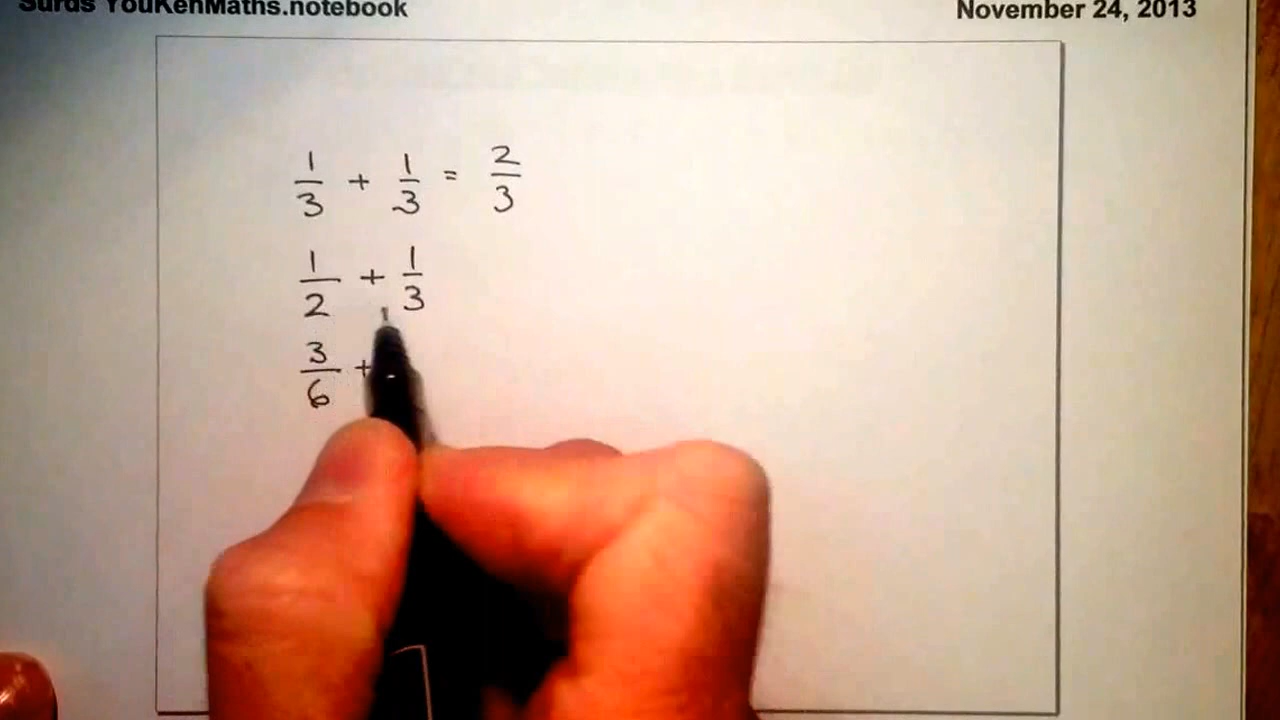 Surds YouKenMaths.notebook
November 24, 2013
1/3 + 1/3 = 2/3
1/2 + 1/3
3/6 +